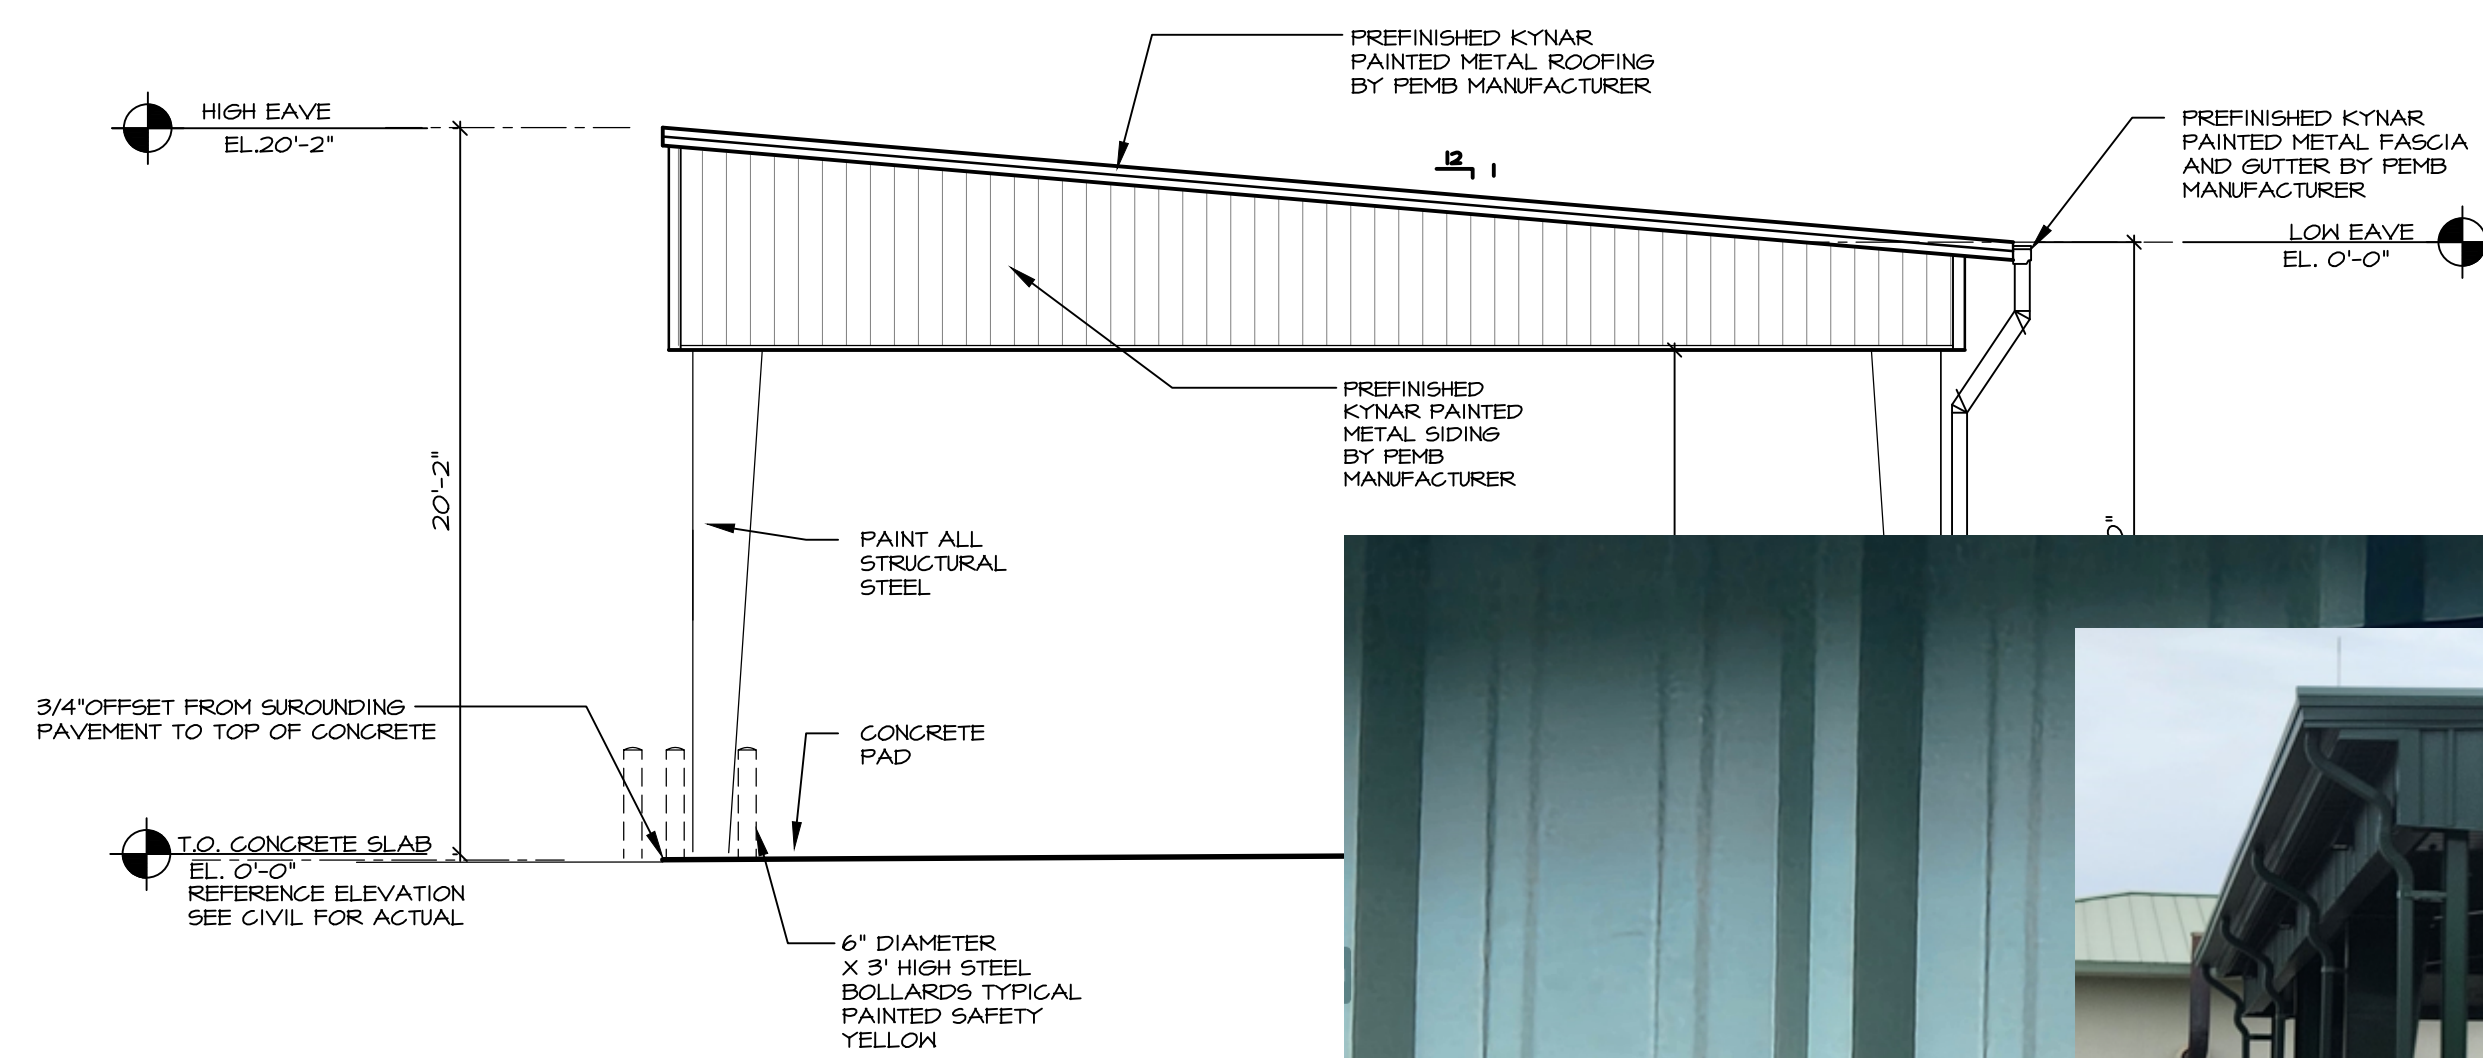 PREFINISHED KYNAR
PAINTED METAL ROOFING
BY PEMB MANUFACTURER
HIGH EAVE
EL.20'-2"
PREFINISHED KYNAR
PAINTED METAL FASCIA
AND GUTTER BY PEMB
MANUFACTURER
12
1
LOW EAVE
EL. 0'-0"
PREFINISHED
KYNAR PAINTED
METAL SIDING
BY PEMB
MANUFACTURER
20'-2"
PAINT ALL
STRUCTURAL
STEEL
3/4"OFFSET FROM SUROUNDING
PAVEMENT TO TOP OF CONCRETE
CONCRETE
PAD
T.O. CONCRETE SLAB
EL. 0'-0"
REFERENCE ELEVATION
SEE CIVIL FOR ACTUAL
6" DIAMETER
X 3' HIGH STEEL
BOLLARDS TYPICAL
PAINTED SAFETY
YELLOW